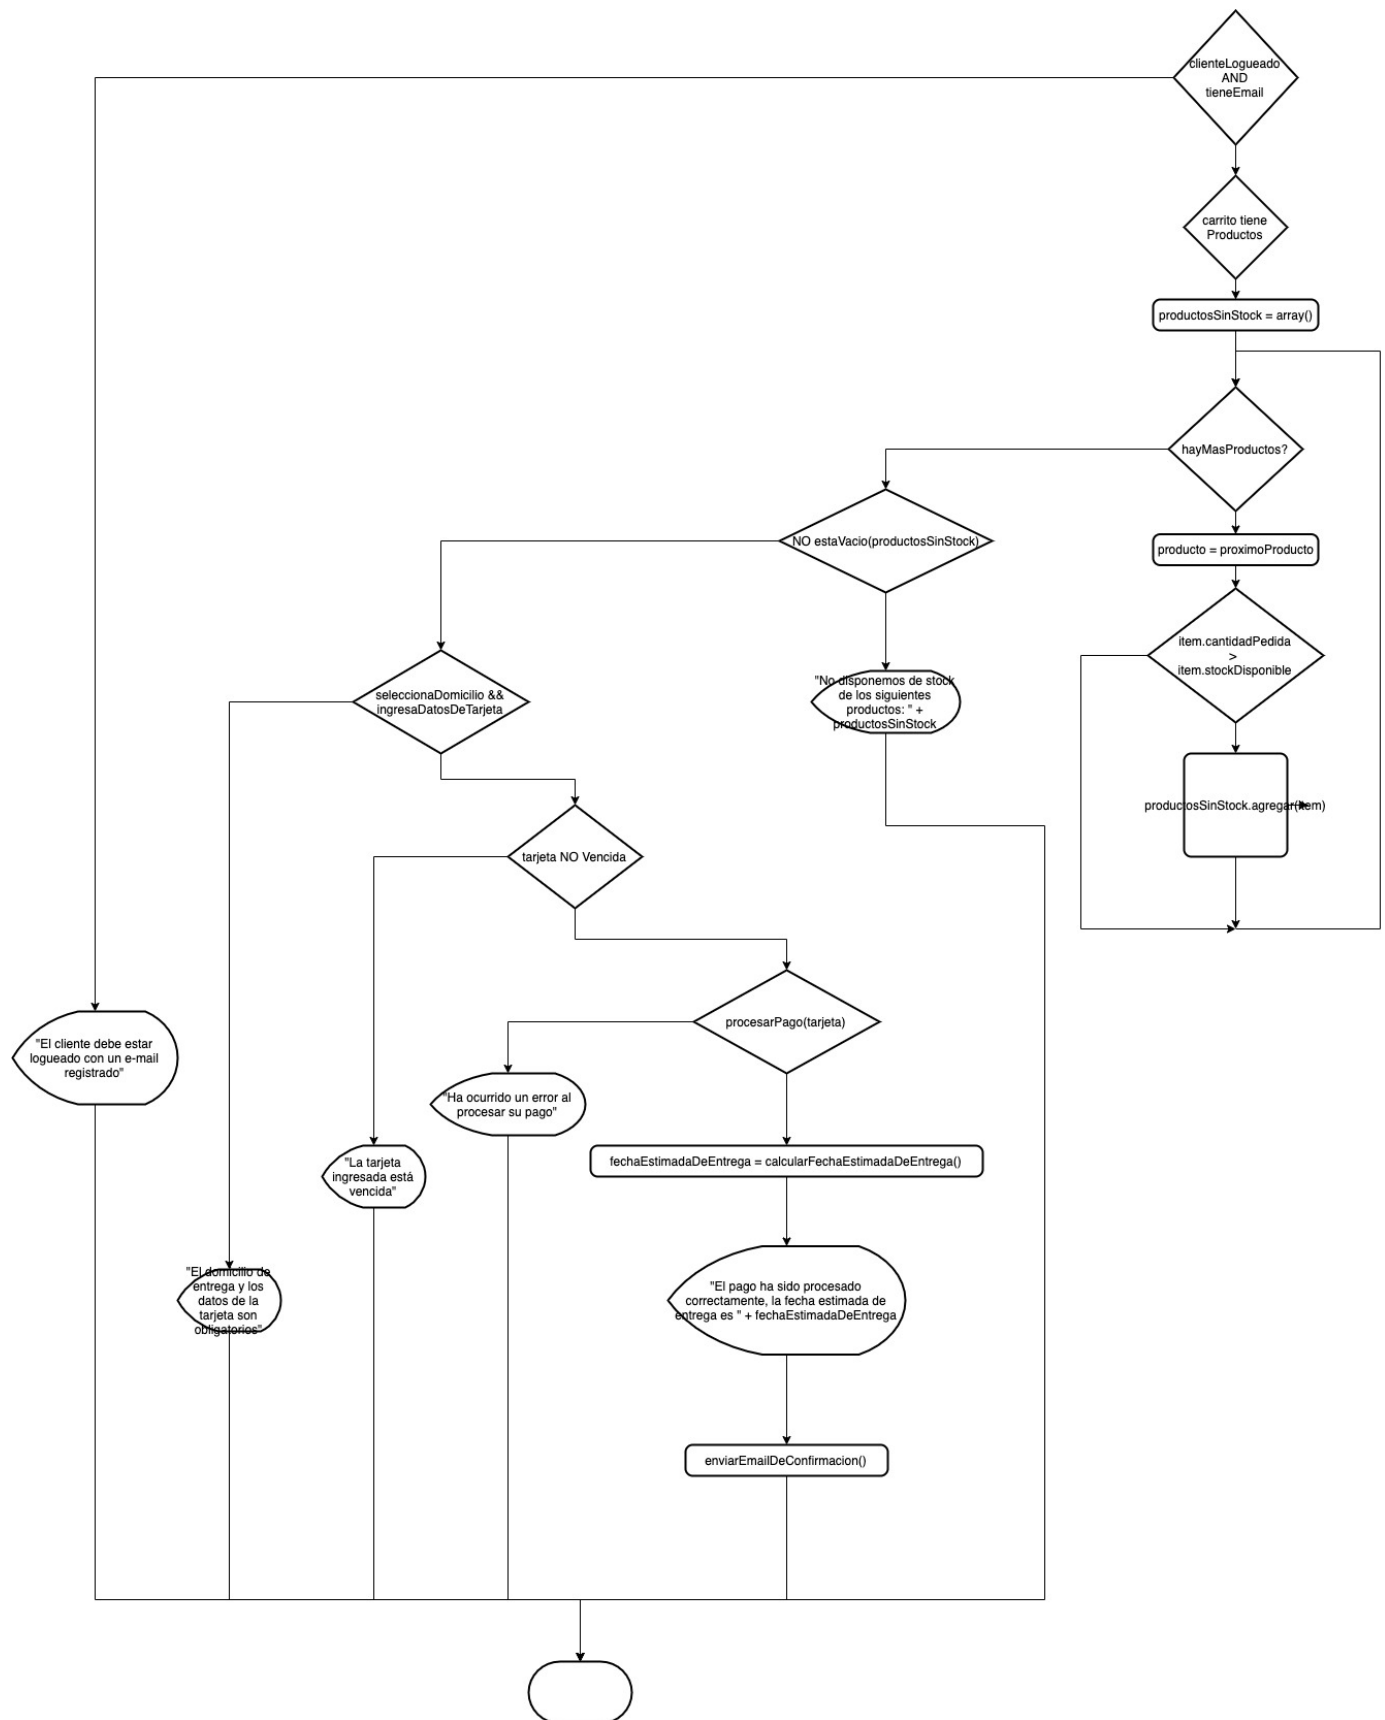 clienteLogueado
AND
tieneEmail
carrito tiene
Productos
productosSinStock = array()
hayMasProductos?
NO estaVacio(productosSinStock)
producto = proximoProducto
item.cantidadPedida
>
item.stockDisponible
seleccionaDomicilio &&
ingresaDatosDeTarjeta
"No disponemos de stock
de los siguientes
productos: " +
productosSinStock
productosSinStock.agregar(item)
tarjeta NO Vencida
procesarPago(tarjeta)
"El cliente debe estar
logueado con un e-mail
registrado"
"Ha ocurrido un error al
procesar su pago"
"La tarjeta
ingresada está
vencida"
fechaEstimadaDeEntrega = calcularFechaEstimadaDeEntrega()
"El domicilio de
entrega y los
datos de la
tarjeta son
obligatorios"
"El pago ha sido procesado
correctamente, la fecha estimada de
entrega es " + fechaEstimadaDeEntrega
enviarEmailDeConfirmacion()